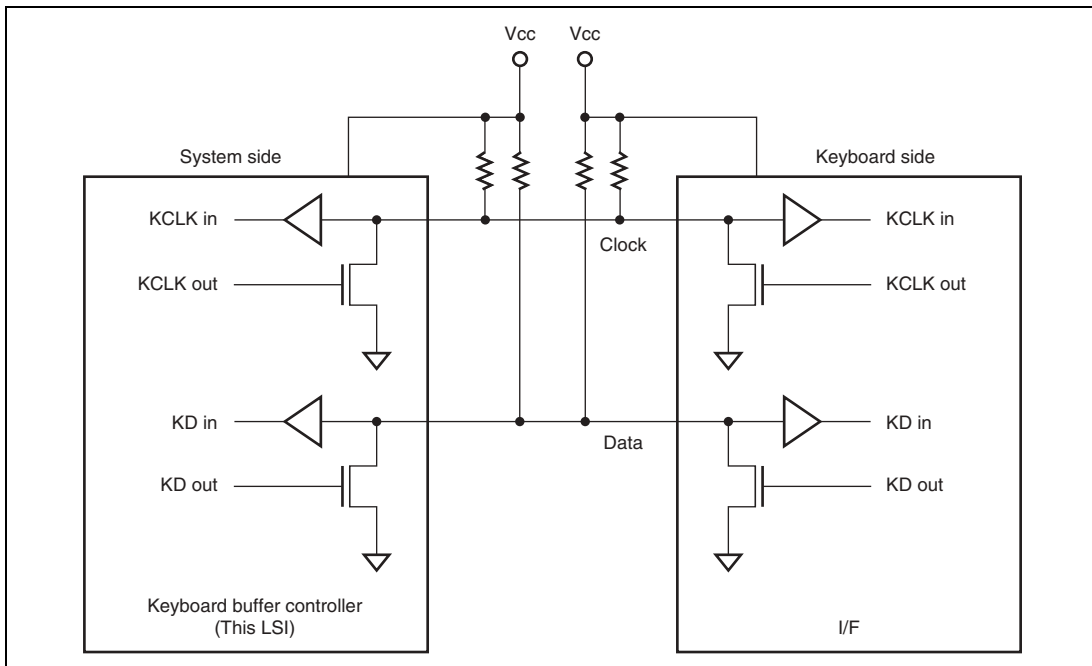 Vcc Vcc
System side
Keyboard side
KCLK in
KCLK in
Clock
KCLK out
KCLK out
KD in
KD in
Data
KD out
KD out
Keyboard buffer controller
(This LSI)
I/F